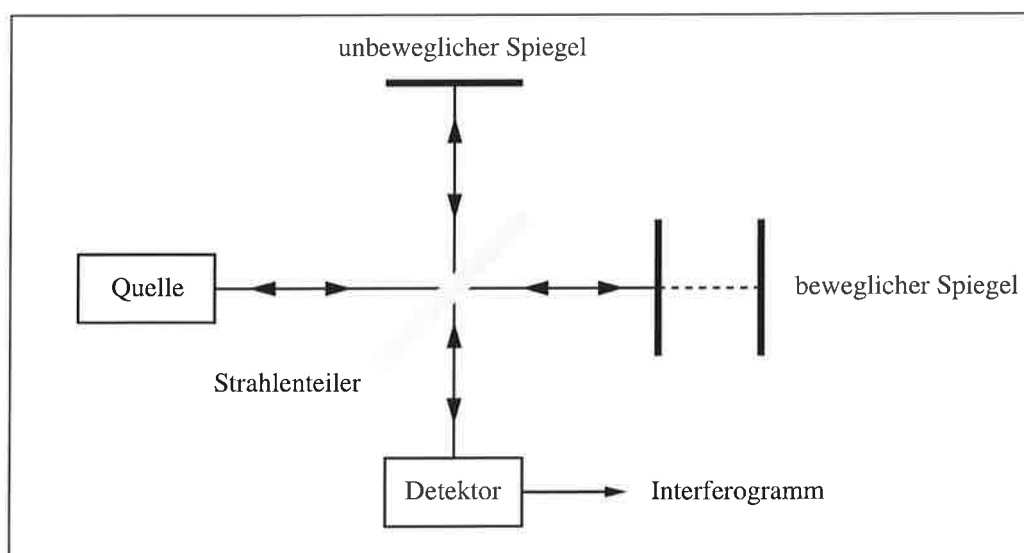 unbeweglicher Spiegel
Quelle
beweglicher Spiegel
Strahlenteiler
Detektor
Interferogramm